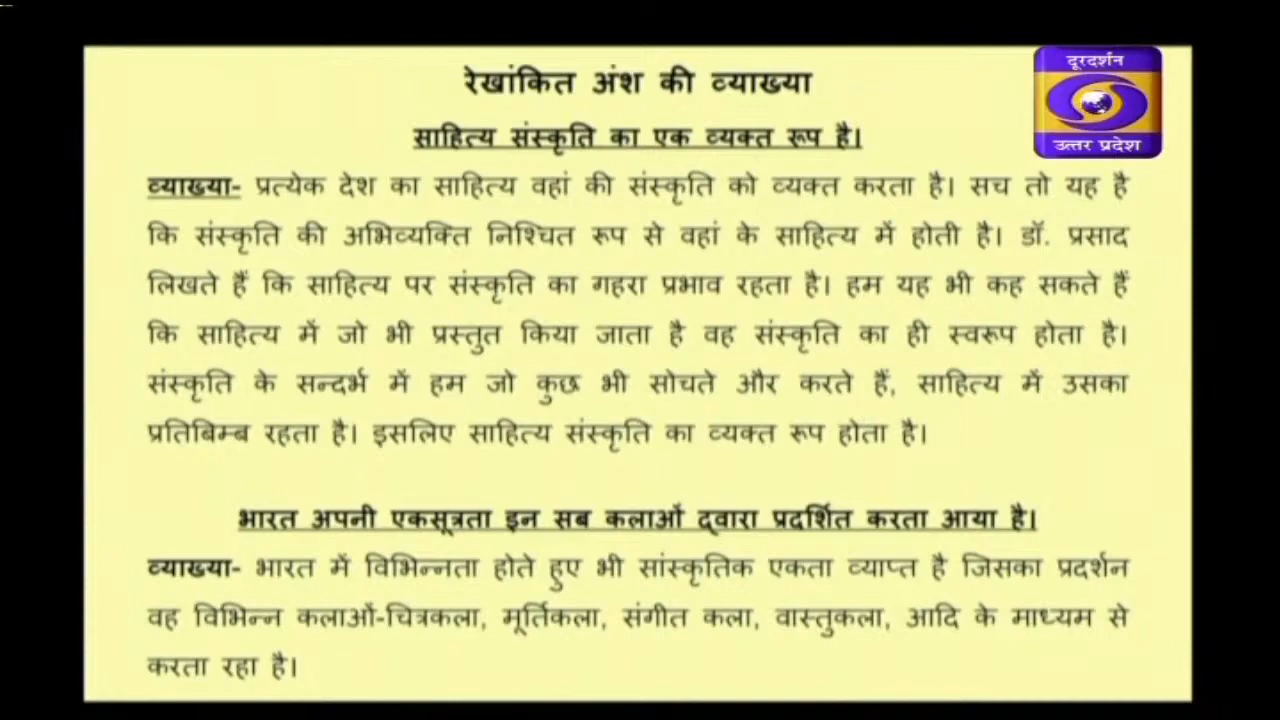 रेखांकित अंश की व्याख्या
दूरदर्शन
उत्तर प्रदेश
साहित्य संस्कृति का एक व्यक्त रूप है।
व्याख्या- प्रत्येक देश का साहित्य वहां की संस्कृति को व्यक्त करता है। सच तो यह है
कि संस्कृति की अभिव्यक्ति निश्चित रूप से वहां के साहित्य में होती है। डॉ. प्रसाद
लिखते हैं कि साहित्य पर संस्कृति का गहरा प्रभाव रहता है। हम यह भी कह सकते हैं
कि साहित्य में जो भी प्रस्तुत किया जाता है वह संस्कृति का ही स्वरूप होता है।
संस्कृति के सन्दर्भ में हम जो कुछ भी सोचते और करते हैं, साहित्य में उसका
प्रतिबिम्ब रहता है। इसलिए साहित्य संस्कृति का व्यक्त रूप होता है।
भारत अपनी एकसूत्रता इन सब कलाओं द्वारा प्रदर्शित करता आया है।
व्याख्या- भारत में विभिन्नता होते हुए भी सांस्कृतिक एकता व्याप्त है जिसका प्रदर्शन
वह विभिन्न कलाओं-चित्रकला, मूर्तिकला, संगीत कला, वास्तुकला, आदि के माध्यम से
करता रहा है।